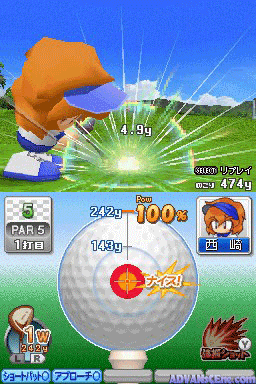 4.9y
SELECT リプレイ
のこり 474y
5
PAR 5
1打目
Pow
242y 100%
143y
西崎
ナイス!
1W
242y
L R
Y
ショートパット アプローチ
ADVANsCENE.com